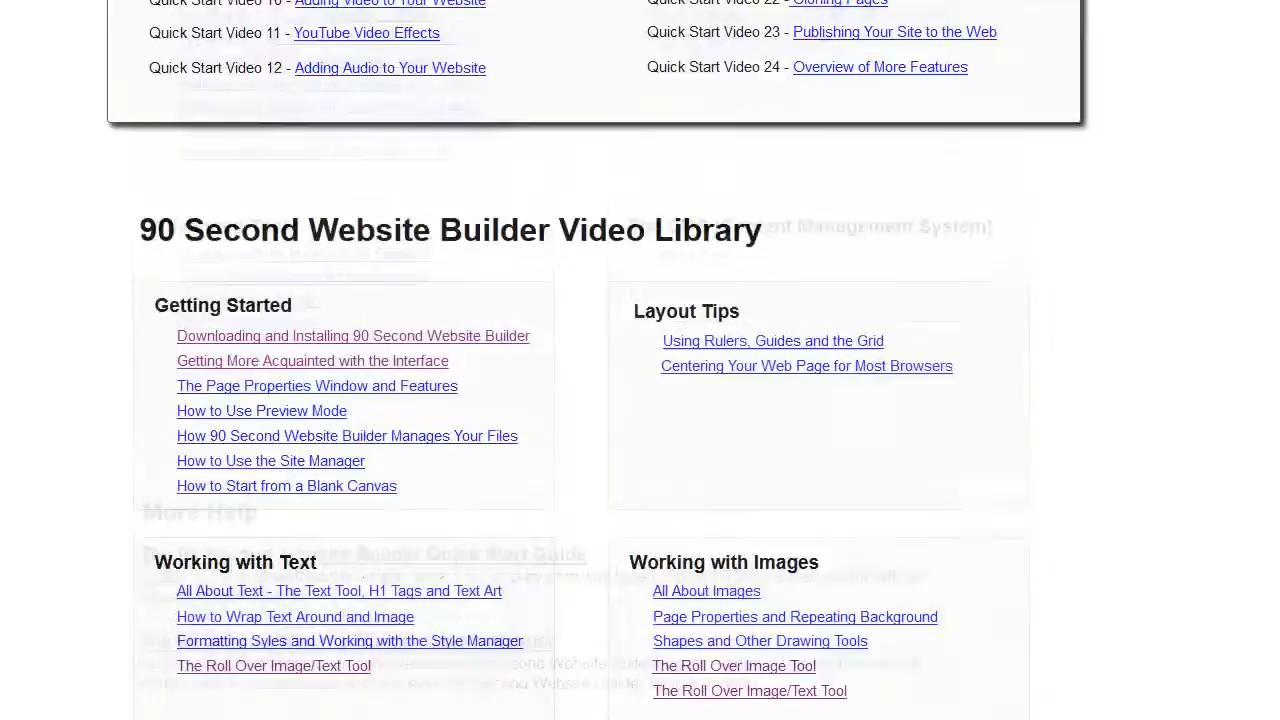 Quick Start Video 10 - Adding Video to Your Website
Quick Start Video 11 - YouTube Video Effects
Quick Start Video 12 - Adding Audio to Your Website
Quick Start Video 22 - Cloning Pages
Quick Start Video 23 - Publishing Your Site to the Web
Quick Start Video 24 - Overview of More Features
90 Second Website Builder Video Library
Getting Started
Downloading and Installing 90 Second Website Builder
Getting More Acquainted with the Interface
The Page Properties Window and Features
How to Use Preview Mode
How 90 Second Website Builder Manages Your Files
How to Use the Site Manager
How to Start from a Blank Canvas
Layout Tips
Using Rulers, Guides and the Grid
Centering Your Web Page for Most Browsers
More Help
Working with Text
All About Text - The Text Tool, H1 Tags and Text Art
How to Wrap Text Around and Image
Formatting Syles and Working with the Style Manager
The Roll Over Image/Text Tool
Working with Images
All About Images
Page Properties and Repeating Background
Shapes and Other Drawing Tools
The Roll Over Image Tool
The Roll Over Image/Text Tool